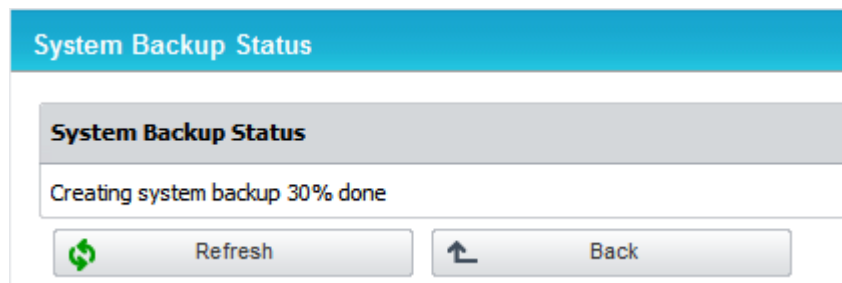 System Backup Status
System Backup Status
Creating system backup 30% done
Refresh Back